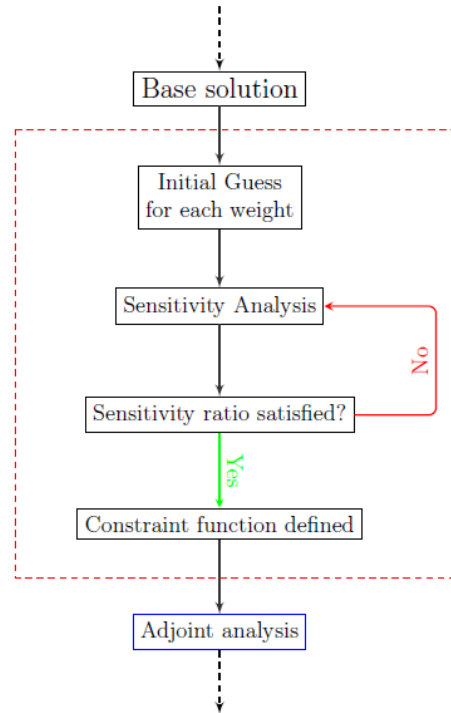 Base solution
Initial Guess
for each weight
Sensitivity Analysis
No
Sensitivity ratio satisfied?
Yes
Constraint function defined
Adjoint analysis